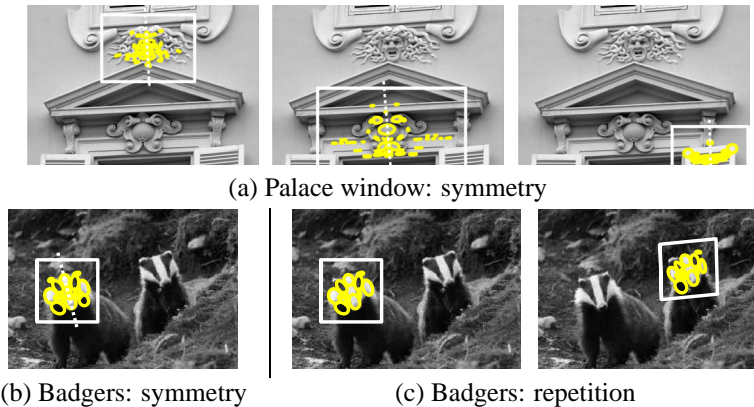 (a) Palace window: symmetry
(b) Badgers: symmetry
(c) Badgers: repetition